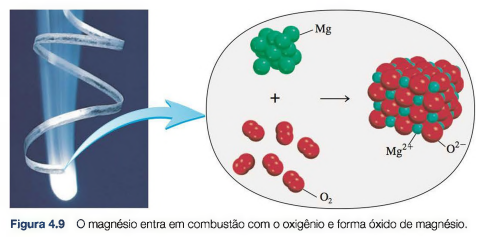 Mg
+
→
Mg²⁺
O²⁻
O₂
Figura 4.9 O magnésio entra em combustão com o oxigênio e forma óxido de magnésio.